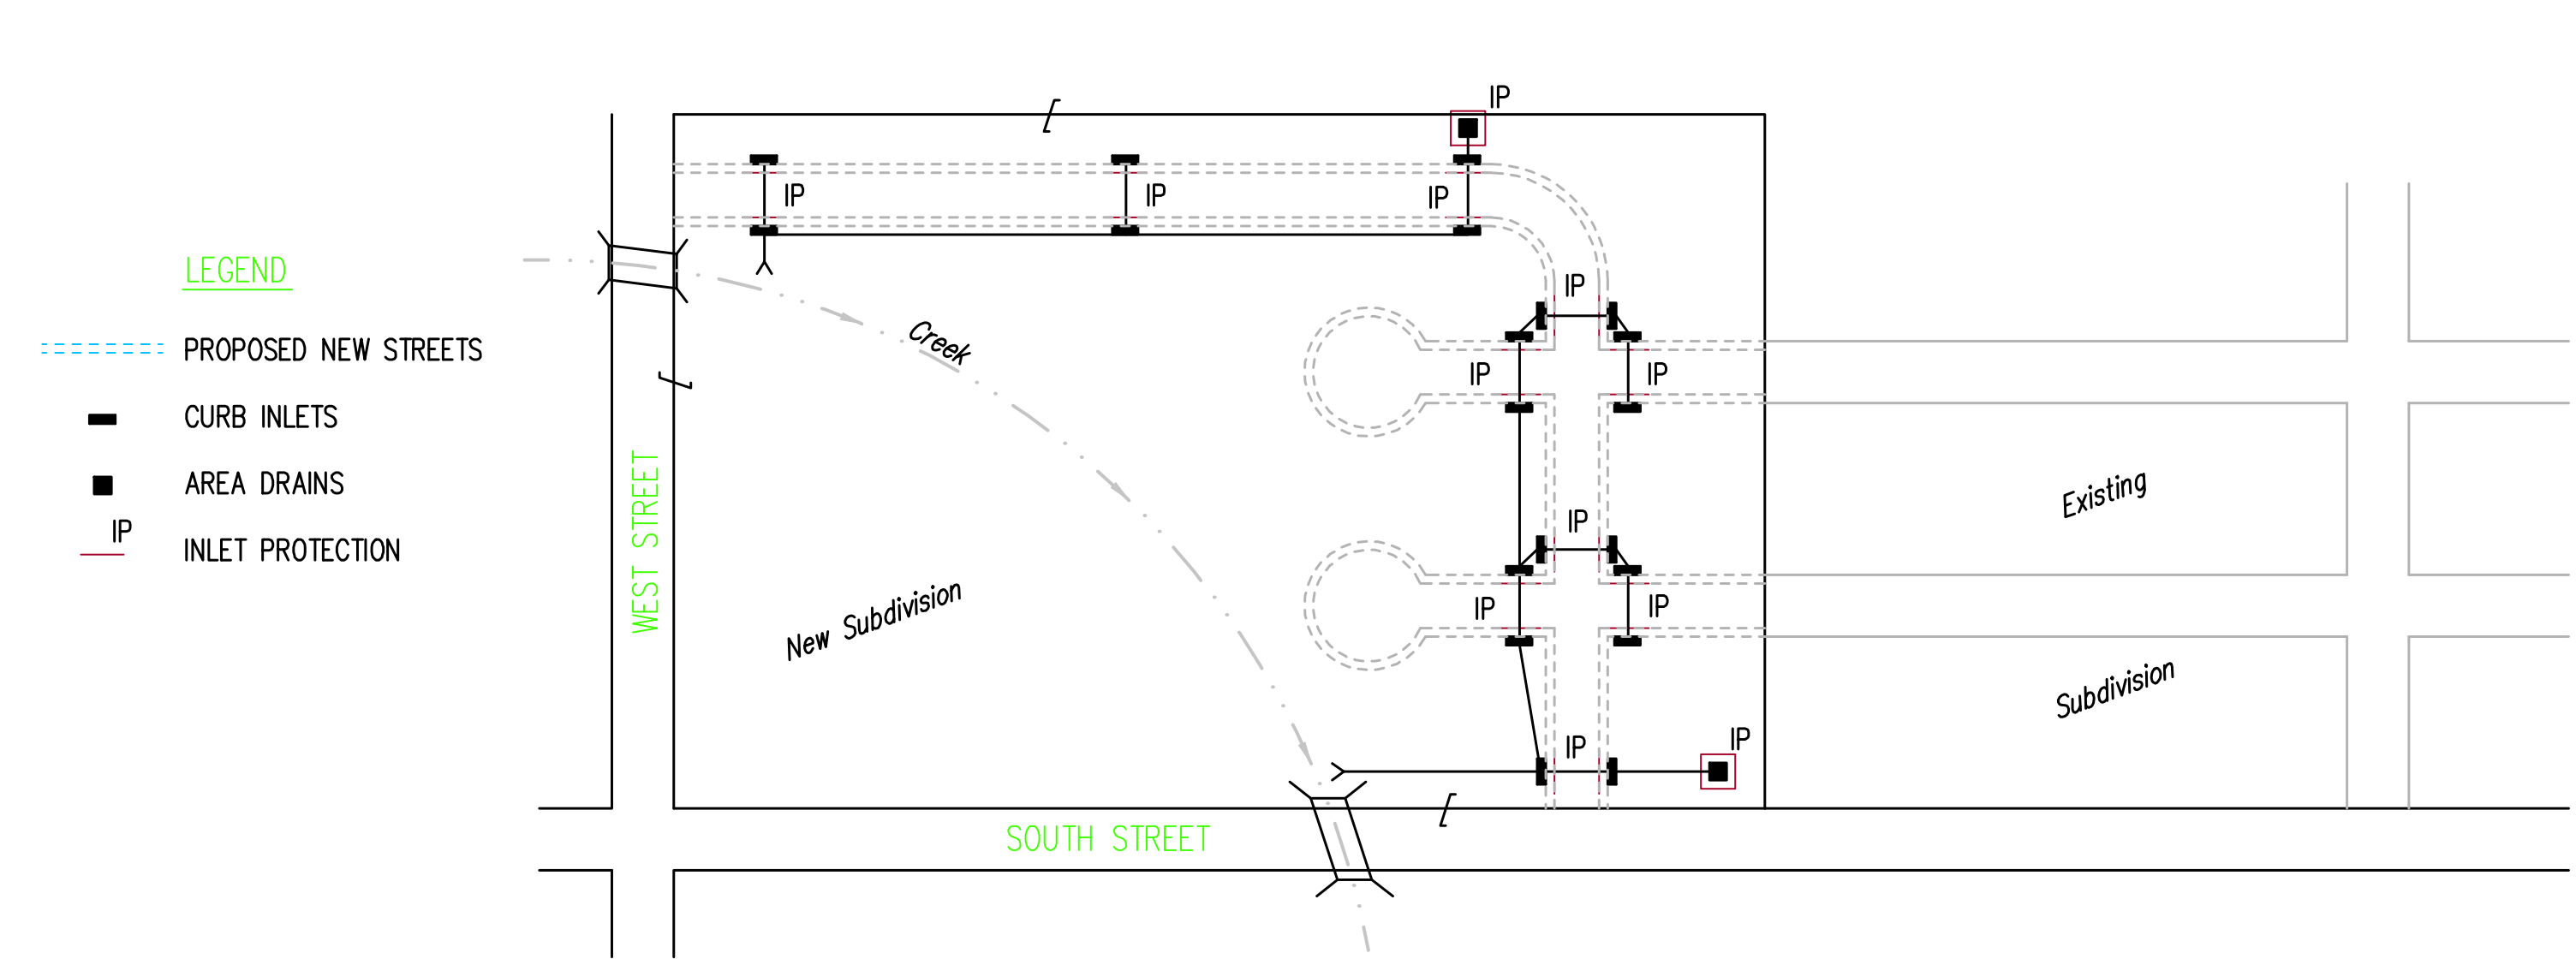 IP
IP
IP
IP
LEGEND
IP
PROPOSED NEW STREETS
Creek
IP
IP
CURB INLETS
AREA DRAINS
WEST STREET
Existing
IP
IP
INLET PROTECTION
New Subdivision
IP
IP
Subdivision
IP
IP
SOUTH STREET